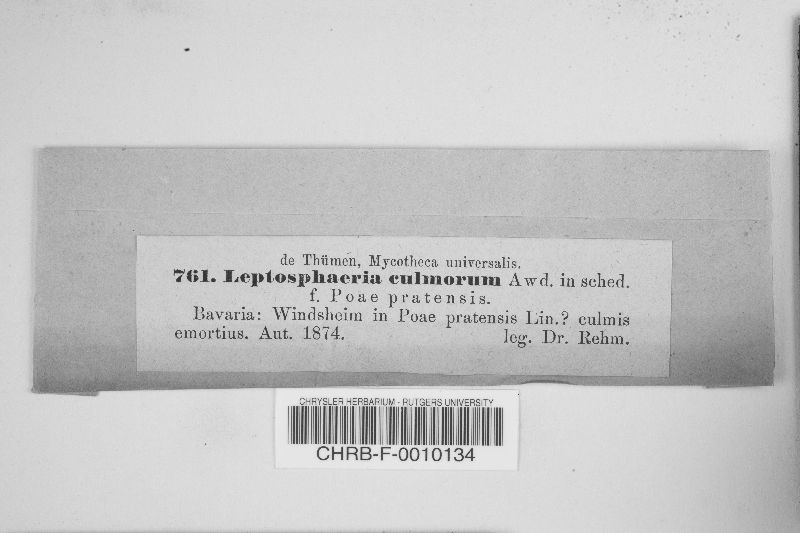 de Thümen, Mycotheca universalis.
761. Leptosphaeria culmorum Awd. in sched.
f. Poae pratensis.
Bavaria: Windsheim in Poae pratensis Lin.? culmis
emortius. Aut. 1874. leg. Dr. Rehm.
CHRYSLER HERBARIUM - RUTGERS UNIVERSITY
CHRB-F-0010134